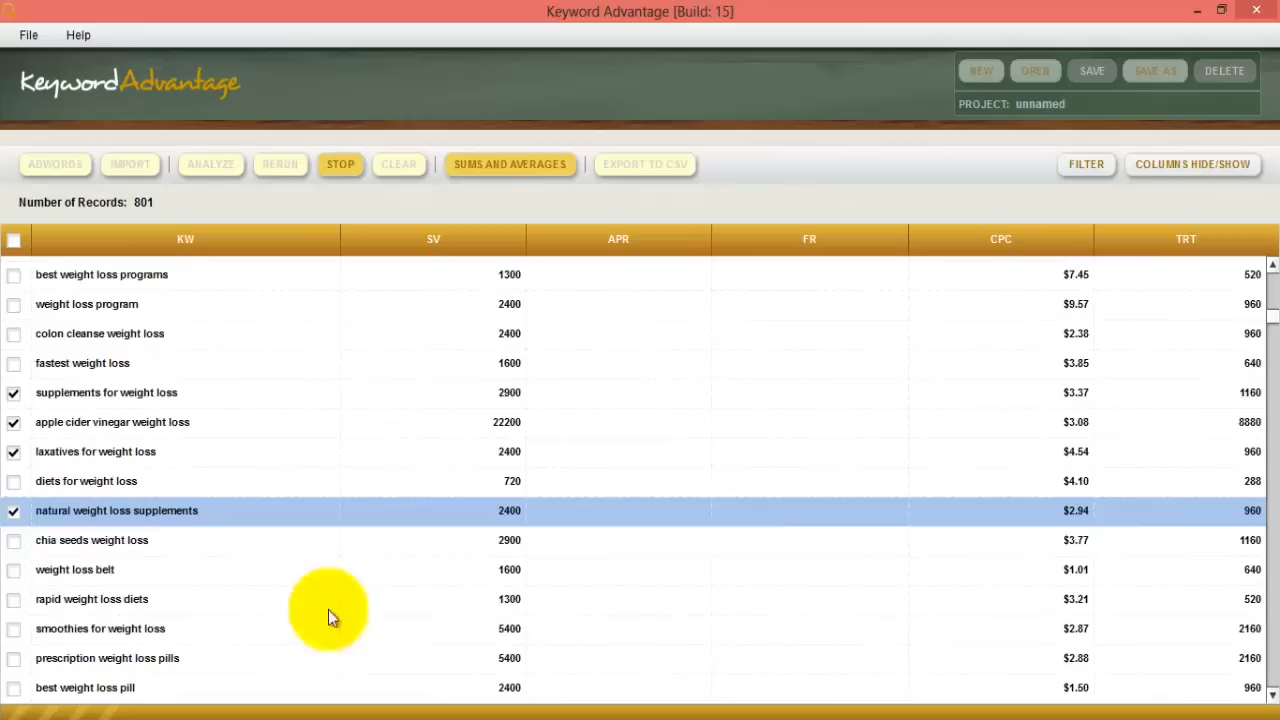 Keyword Advantage [Build: 15]
File Help
KeywordAdvantage
NEW OPEN SAVE SAVE AS DELETE
PROJECT: unnamed
ADWORDS IMPORT | ANALYZE RERUN STOP CLEAR | SUMS AND AVERAGES | EXPORT TO CSV FILTER COLUMNS HIDE/SHOW
Number of Records: 801
KW SV APR FR CPC TRT
best weight loss programs 1300 $7.45 520
weight loss program 2400 $9.57 960
colon cleanse weight loss 2400 $2.38 960
fastest weight loss 1600 $3.85 640
supplements for weight loss 2900 $3.37 1160
apple cider vinegar weight loss 22200 $3.08 8880
laxatives for weight loss 2400 $4.54 960
diets for weight loss 720 $4.10 288
natural weight loss supplements 2400 $2.94 960
chia seeds weight loss 2900 $3.77 1160
weight loss belt 1600 $1.01 640
rapid weight loss diets 1300 $3.21 520
smoothies for weight loss 5400 $2.87 2160
prescription weight loss pills 5400 $2.88 2160
best weight loss pill 2400 $1.50 960